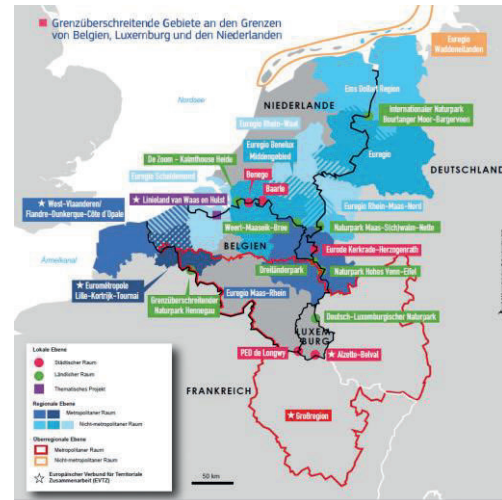 Grenzüberschreitende Gebiete an den Grenzen
von Belgien, Luxemburg und den Niederlanden
Euregio
Waddeneilanden
Nordsee
Ems Dollart Region
NIEDERLANDE
Internationaler Naturpark
Bourtanger Moor-Bargerveen
Euregio Rhein-Waal
De Zoom - Kalmthouse Heide
Euregio Benelux
Middengebied
Euregio
DEUTSCHLAND
Euregio Scheldemond
Benego
Baarle
Linieland van Waas en Hulst
Euregio Rhein-Maas-Nord
West-Vlaanderen/
Flandre-Dunkerque-Côte d'Opale
Weert-Maaseik-Bree
Naturpark Maas-Slchwalm-Nette
BELGIEN
Eurode Kerkrade-Herzogenrath
Ärmelkanal
Dreiländerpark
Naturpark Hohes Venn-Eifel
Eurométropole
Lille-Kortrijk-Tournai
Euregio Maas-Rhein
Grenzüberschreitender
Naturpark Hennegau
Deutsch-Luxemburgischer Naturpark
LUXEM
BURG
PED de Longwy
Alzette-Belval
FRANKREICH
Großregion
Lokale Ebene
Städtischer Raum
Ländlicher Raum
Thematisches Projekt
Regionale Ebene
Metropolitaner Raum
Nicht-metropolitaner Raum
Überregionale Ebene
Metropolitaner Raum
Nicht-metropolitaner Raum
Europäischer Verbund für Territoriale
Zusammenarbeit (EVTZ)
50 km